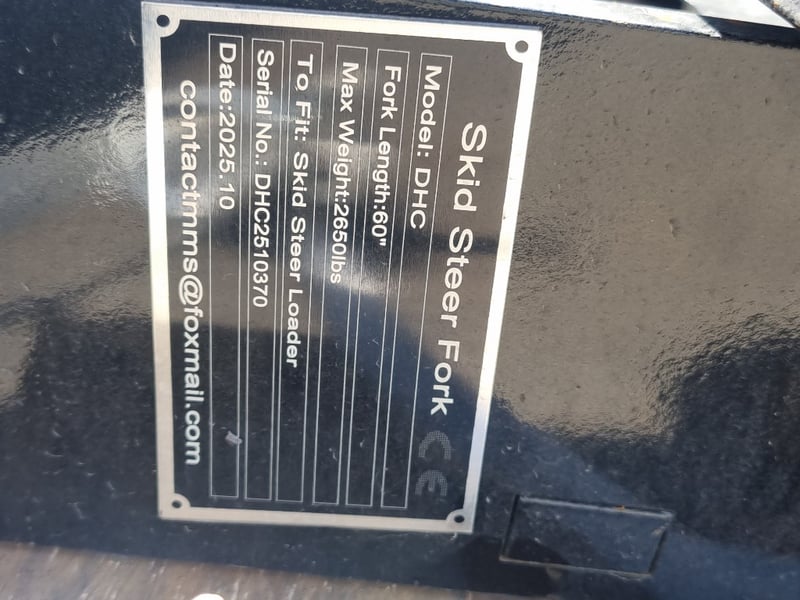 Skid Steer Fork CE
Model: DHC
Fork Length:60"
Max Weight:2650lbs
To Fit: Skid Steer Loader
Serial No.: DHC2510370
Date:2025.10
contactmms@foxmail.com